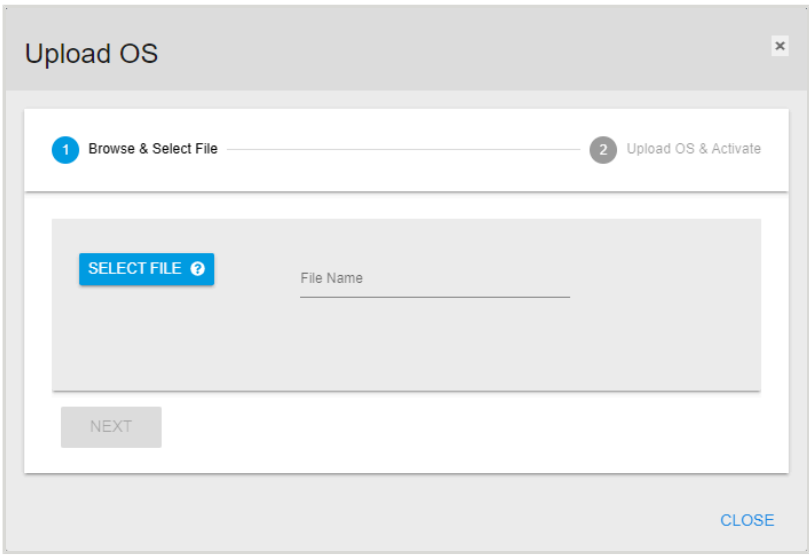 Upload OS
×
1 Browse & Select File
2 Upload OS & Activate
SELECT FILE ?
File Name
NEXT
CLOSE